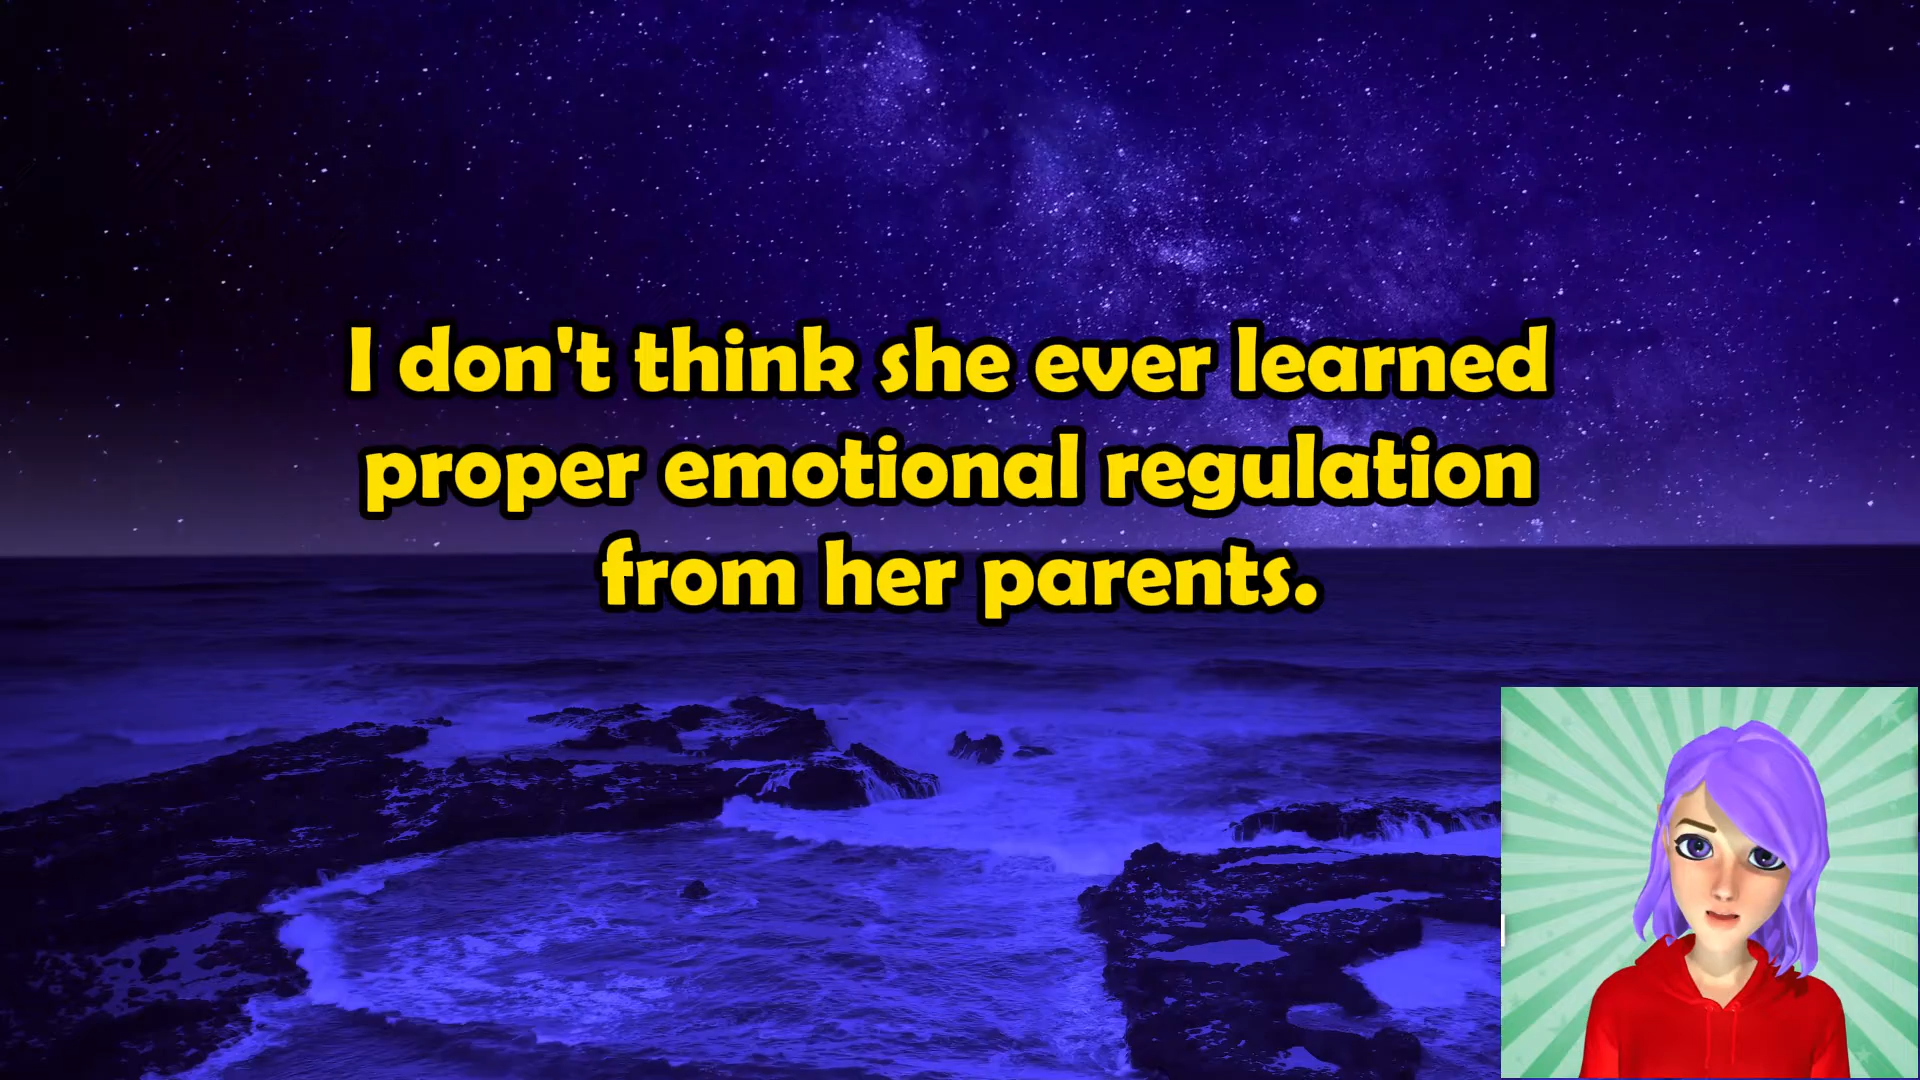 I don't think she ever learned
proper emotional regulation
from her parents.